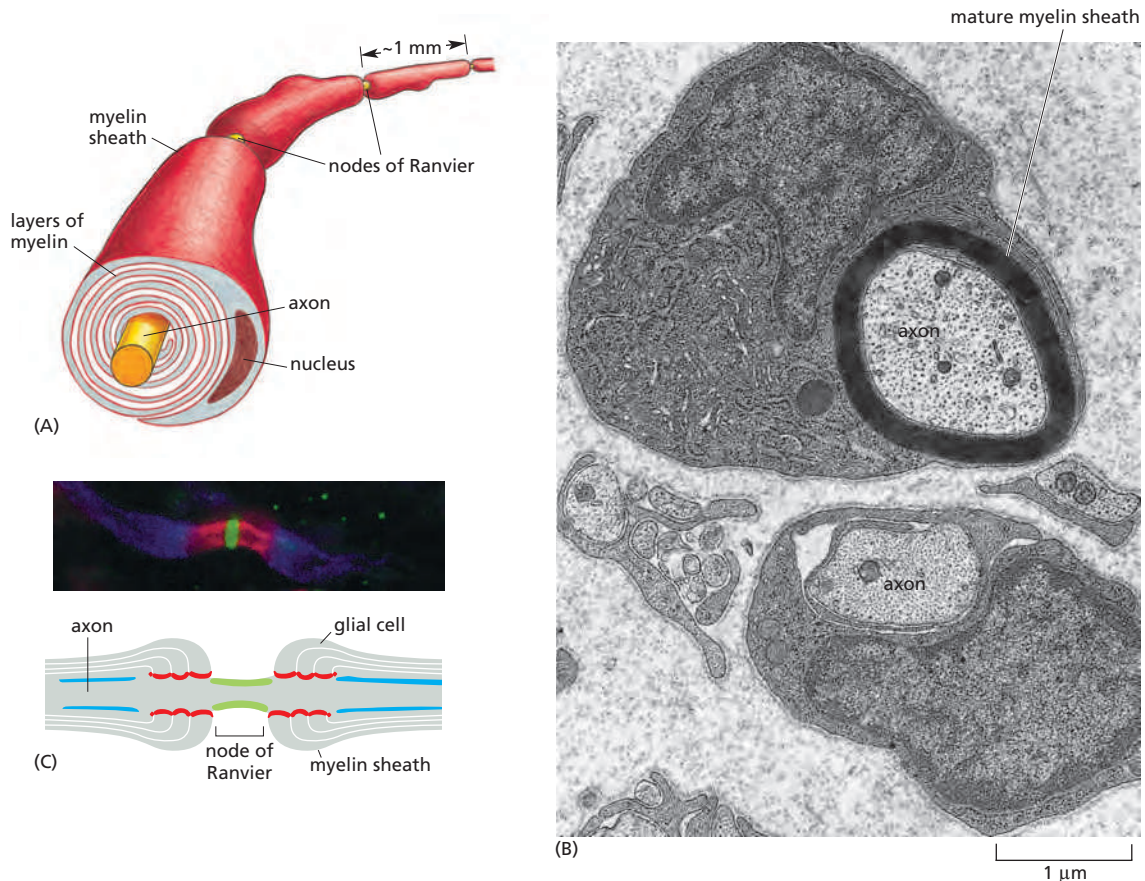 ~1 mm
myelin
sheath
nodes of Ranvier
layers of
myelin
axon
nucleus
(A)
mature myelin sheath
axon
axon
(B)
1 μm
axon
glial cell
node of
Ranvier
myelin sheath
(C)